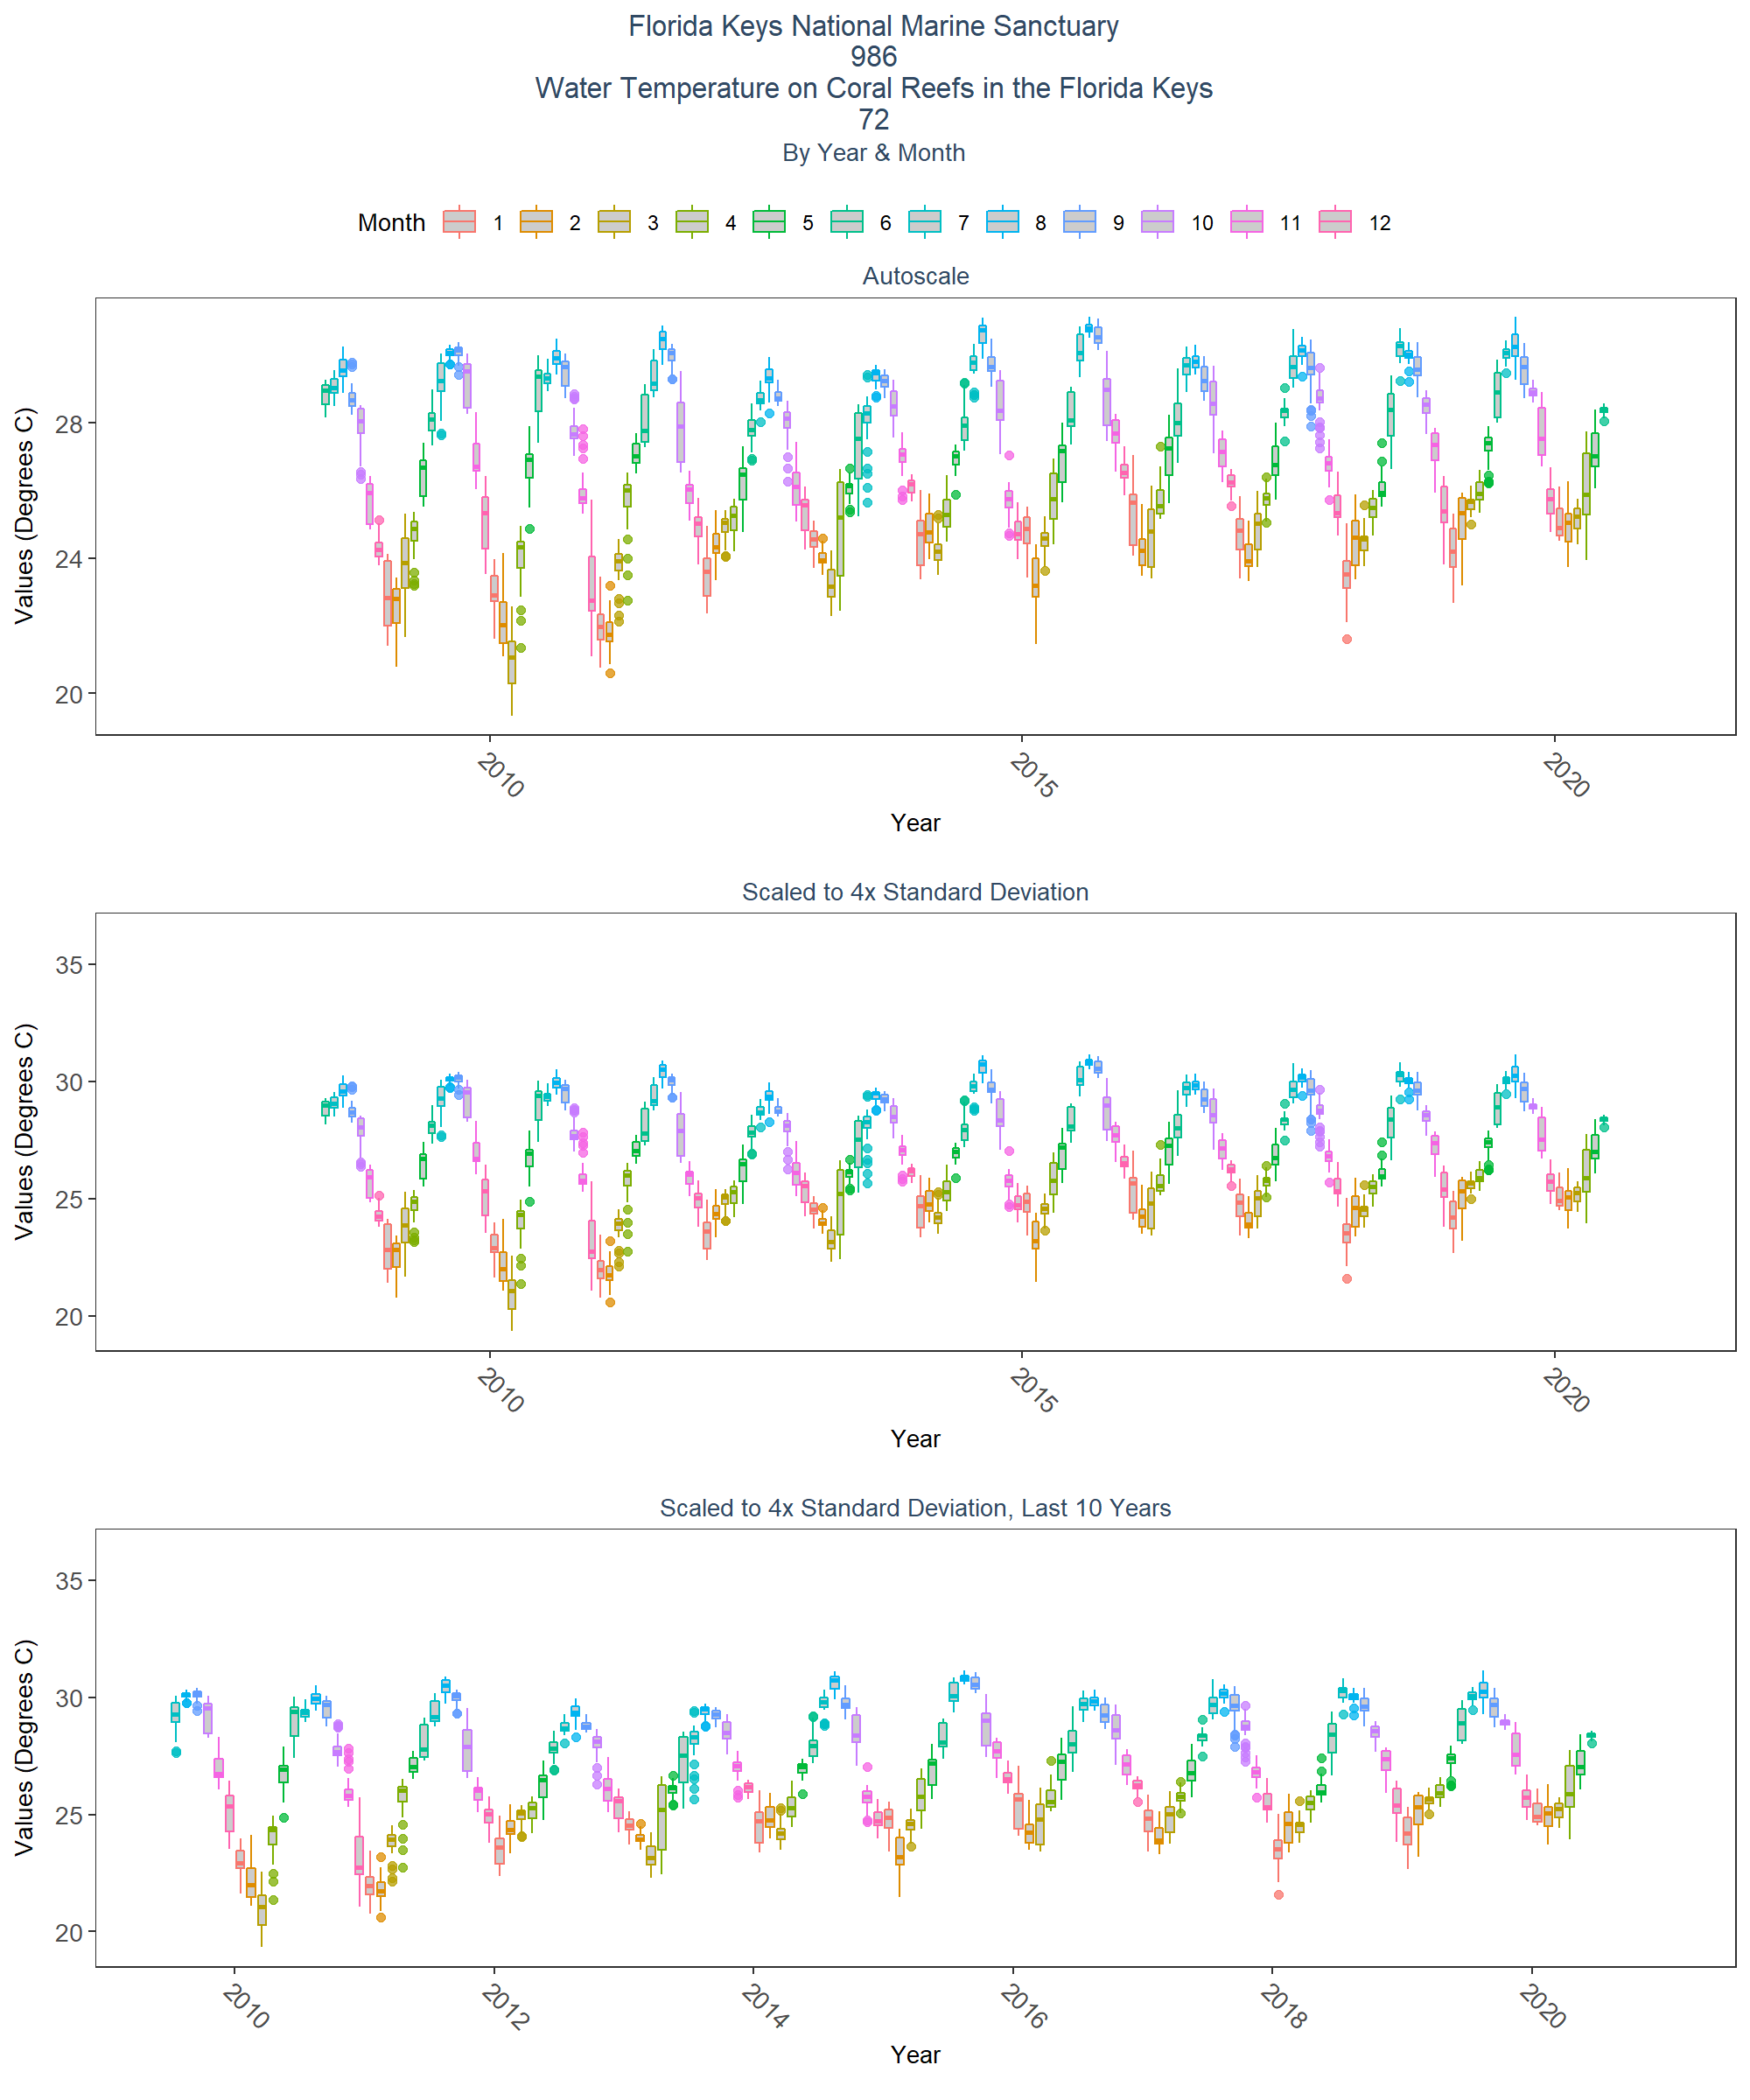 Florida Keys National Marine Sanctuary
986
Water Temperature on Coral Reefs in the Florida Keys
72
By Year & Month
Month 1 2 3 4 5 6 7 8 9 10 11 12
Autoscale
Values (Degrees C)
28
24
20
2010 2015 2020
Year
Scaled to 4x Standard Deviation
Values (Degrees C)
35
30
25
20
2010 2015 2020
Year
Scaled to 4x Standard Deviation, Last 10 Years
Values (Degrees C)
35
30
25
20
2010 2012 2014 2016 2018 2020
Year